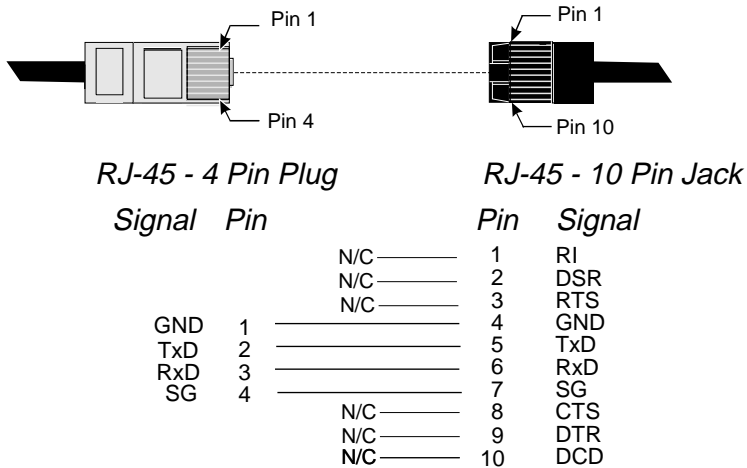 Pin 1
Pin 1
Pin 4
Pin 10
RJ-45 - 4 Pin Plug
RJ-45 - 10 Pin Jack
Signal Pin
Pin Signal
N/C 1 RI
N/C 2 DSR
N/C 3 RTS
GND 1 4 GND
TxD 2 5 TxD
RxD 3 6 RxD
SG 4 7 SG
N/C 8 CTS
N/C 9 DTR
N/C 10 DCD